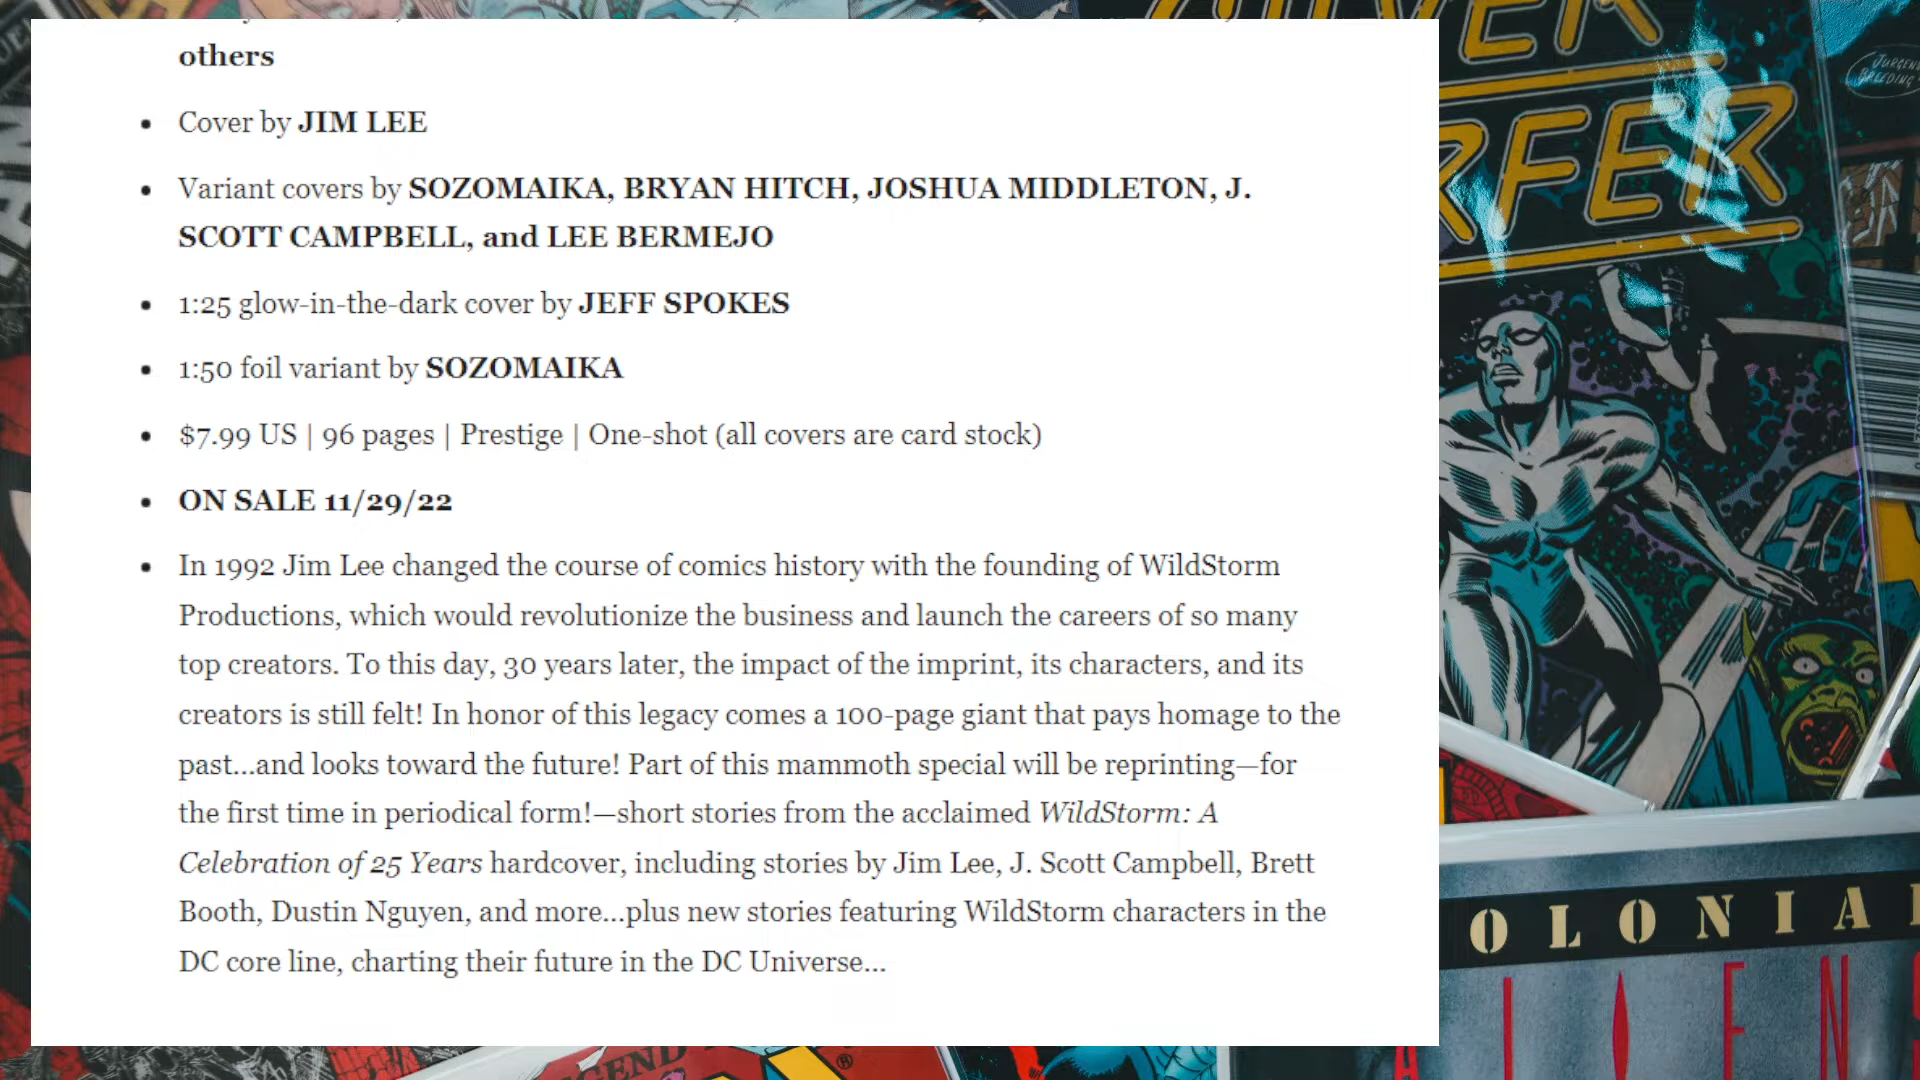 others
• Cover by JIM LEE
• Variant covers by SOZOMAIKA, BRYAN HITCH, JOSHUA MIDDLETON, J.
SCOTT CAMPBELL, and LEE BERMEJO
• 1:25 glow-in-the-dark cover by JEFF SPOKES
• 1:50 foil variant by SOZOMAIKA
• $7.99 US | 96 pages | Prestige | One-shot (all covers are card stock)
• ON SALE 11/29/22
• In 1992 Jim Lee changed the course of comics history with the founding of WildStorm
Productions, which would revolutionize the business and launch the careers of so many
top creators. To this day, 30 years later, the impact of the imprint, its characters, and its
creators is still felt! In honor of this legacy comes a 100-page giant that pays homage to the
past...and looks toward the future! Part of this mammoth special will be reprinting—for
the first time in periodical form!—short stories from the acclaimed WildStorm: A
Celebration of 25 Years hardcover, including stories by Jim Lee, J. Scott Campbell, Brett
Booth, Dustin Nguyen, and more...plus new stories featuring WildStorm characters in the
DC core line, charting their future in the DC Universe...
VER
RFER
JURGENS
BREEDING
OLONIA
ALIENS
GEND
®